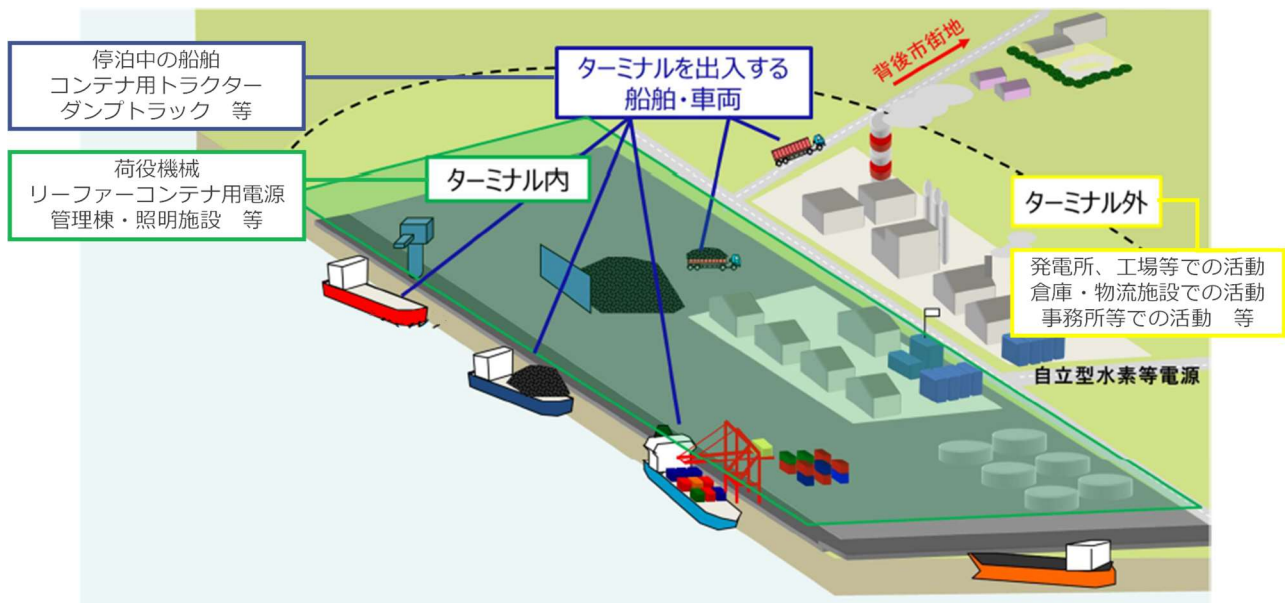 停泊中の船舶
コンテナ用トラクター
ダンプトラック　等
ターミナルを出入する
船舶・車両
背後市街地
荷役機械
リーファーコンテナ用電源
管理棟・照明施設　等
ターミナル内
ターミナル外
発電所、工場等での活動
倉庫・物流施設での活動
事務所等での活動　等
自立型水素等電源